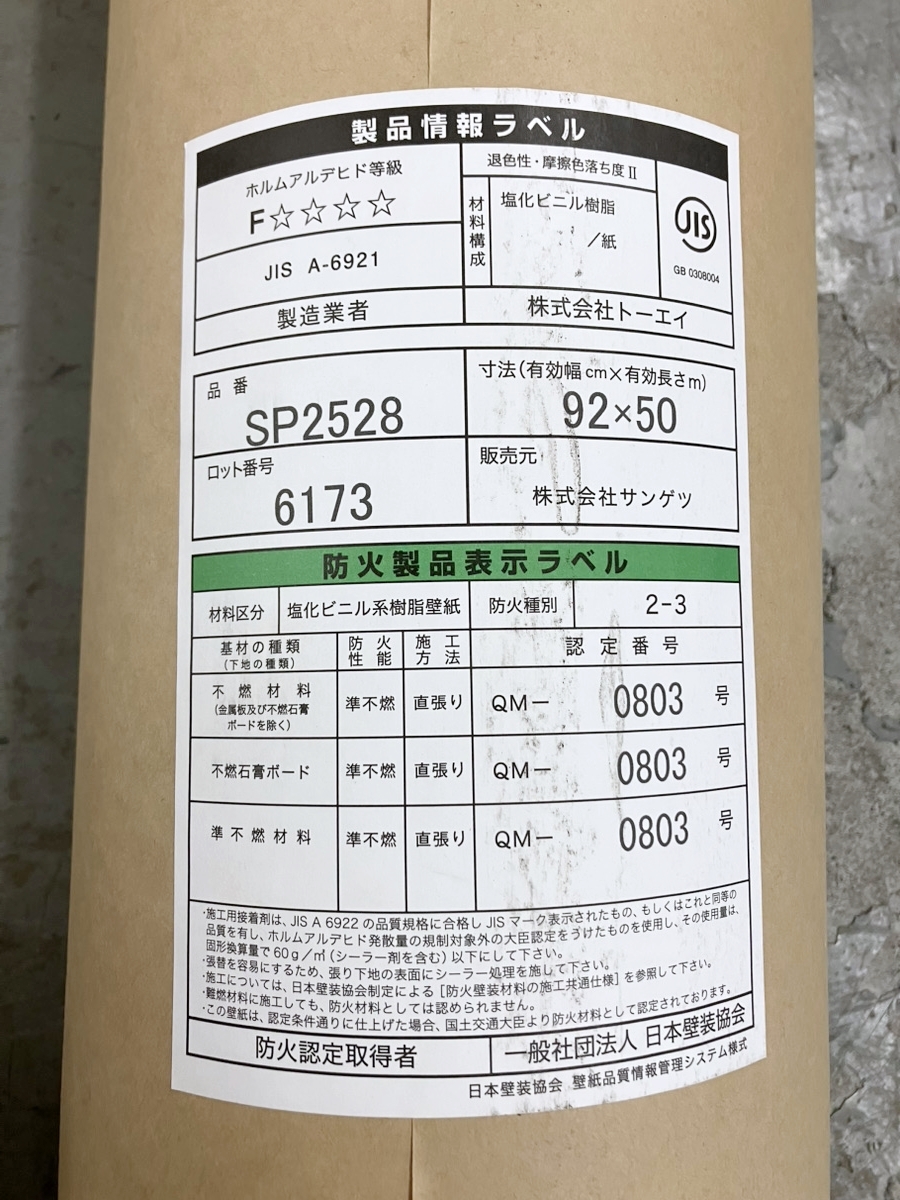 製品情報ラベル
ホルムアルデヒド等級
F☆☆☆☆
JIS A-6921
退色性・摩擦色落ち度Ⅱ
材料構成
塩化ビニル樹脂
／紙
JIS
GB 0308004
製造業者
株式会社トーエイ
品番
SP2528
寸法(有効幅cm×有効長さm)
92×50
ロット番号
6173
販売元
株式会社サンゲツ
防火製品表示ラベル
材料区分
塩化ビニル系樹脂壁紙
防火種別
2-3
基材の種類
(下地の種類)
防火
性能
施工
方法
認定番号
不燃材料
(金属板及び不燃石膏
ボードを除く)
準不燃
直張り
QM－ 0803 号
不燃石膏ボード
準不燃
直張り
QM－ 0803 号
準不燃材料
準不燃
直張り
QM－ 0803 号
・施工用接着剤は、JIS A 6922 の品質規格に合格し JIS マーク表示されたもの、もしくはこれと同等の
品質を有し、ホルムアルデヒド発散量の規制対象外の大臣認定をうけたものを使用し、その使用量は、
固形換算量で 60ｇ／㎡(シーラー剤を含む)以下にして下さい。
・張替を容易にするため、張り下地の表面にシーラー処理を施して下さい。
・施工については、日本壁装協会制定による［防火壁装材料の施工共通仕様］を参照して下さい。
・難燃材料に施工しても、防火材料としては認められません。
・この壁紙は、認定条件通りに仕上げた場合、国土交通大臣より防火材料として認定されております。
防火認定取得者
一般社団法人 日本壁装協会
日本壁装協会 壁紙品質情報管理システム様式